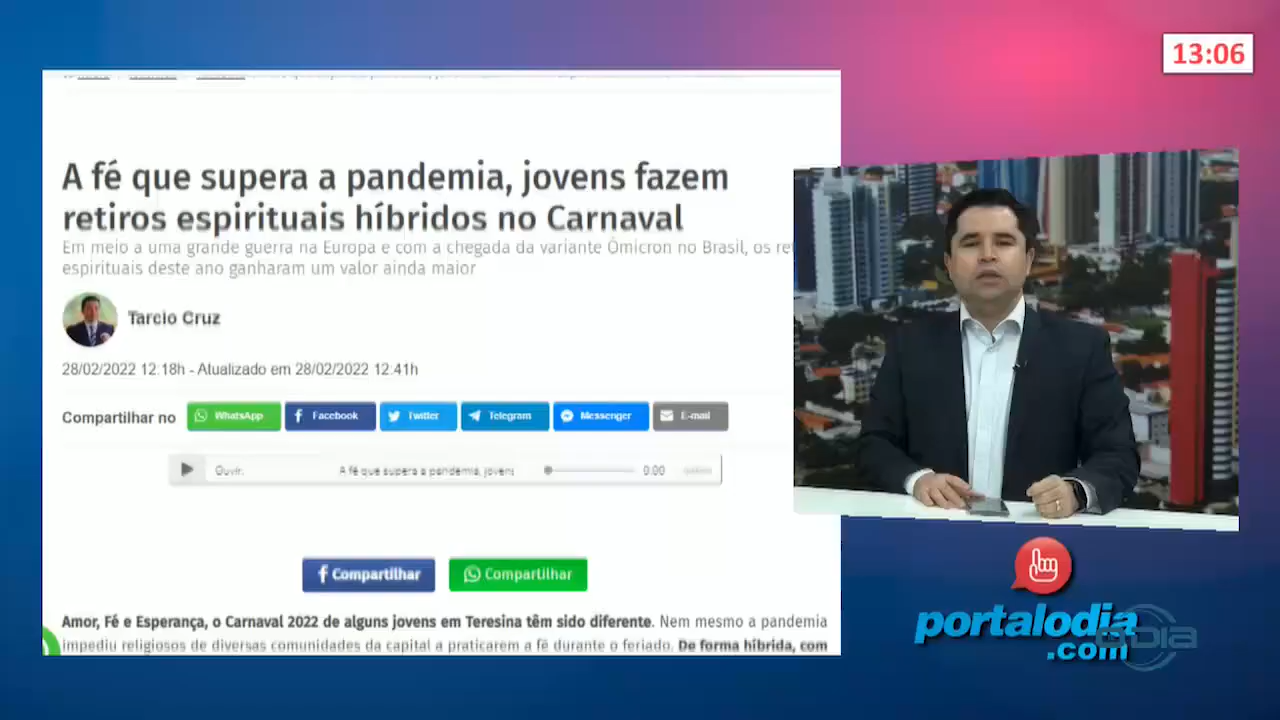 13:06
A fé que supera a pandemia, jovens fazem
retiros espirituais híbridos no Carnaval
Em meio a uma grande guerra na Europa e com a chegada da variante Ômicron no Brasil, os ret
espirituais deste ano ganharam um valor ainda maior
Tarcio Cruz
28/02/2022 12:18h - Atualizado em 28/02/2022 12:41h
Compartilhar no WhatsApp Facebook Twitter Telegram Messenger E-mail
Ouvir: A fé que supera a pandemia, jovens 0:00
Compartilhar Compartilhar
Amor, Fé e Esperança, o Carnaval 2022 de alguns jovens em Teresina têm sido diferente. Nem mesmo a pandemia
impediu religiosos de diversas comunidades da capital a praticarem a fé durante o feriado. De forma híbrida, com
portalodia
.com
O DIA